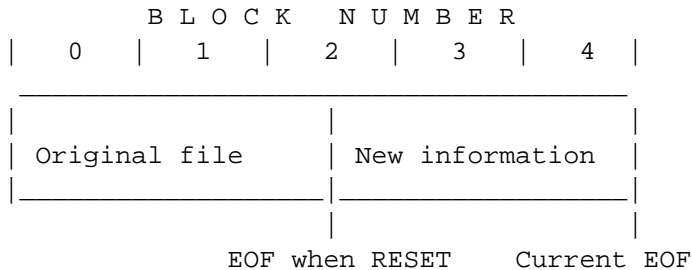 B L O C K N U M B E R
| 0 | 1 | 2 | 3 | 4 |
Original file | New information
EOF when RESET Current EOF